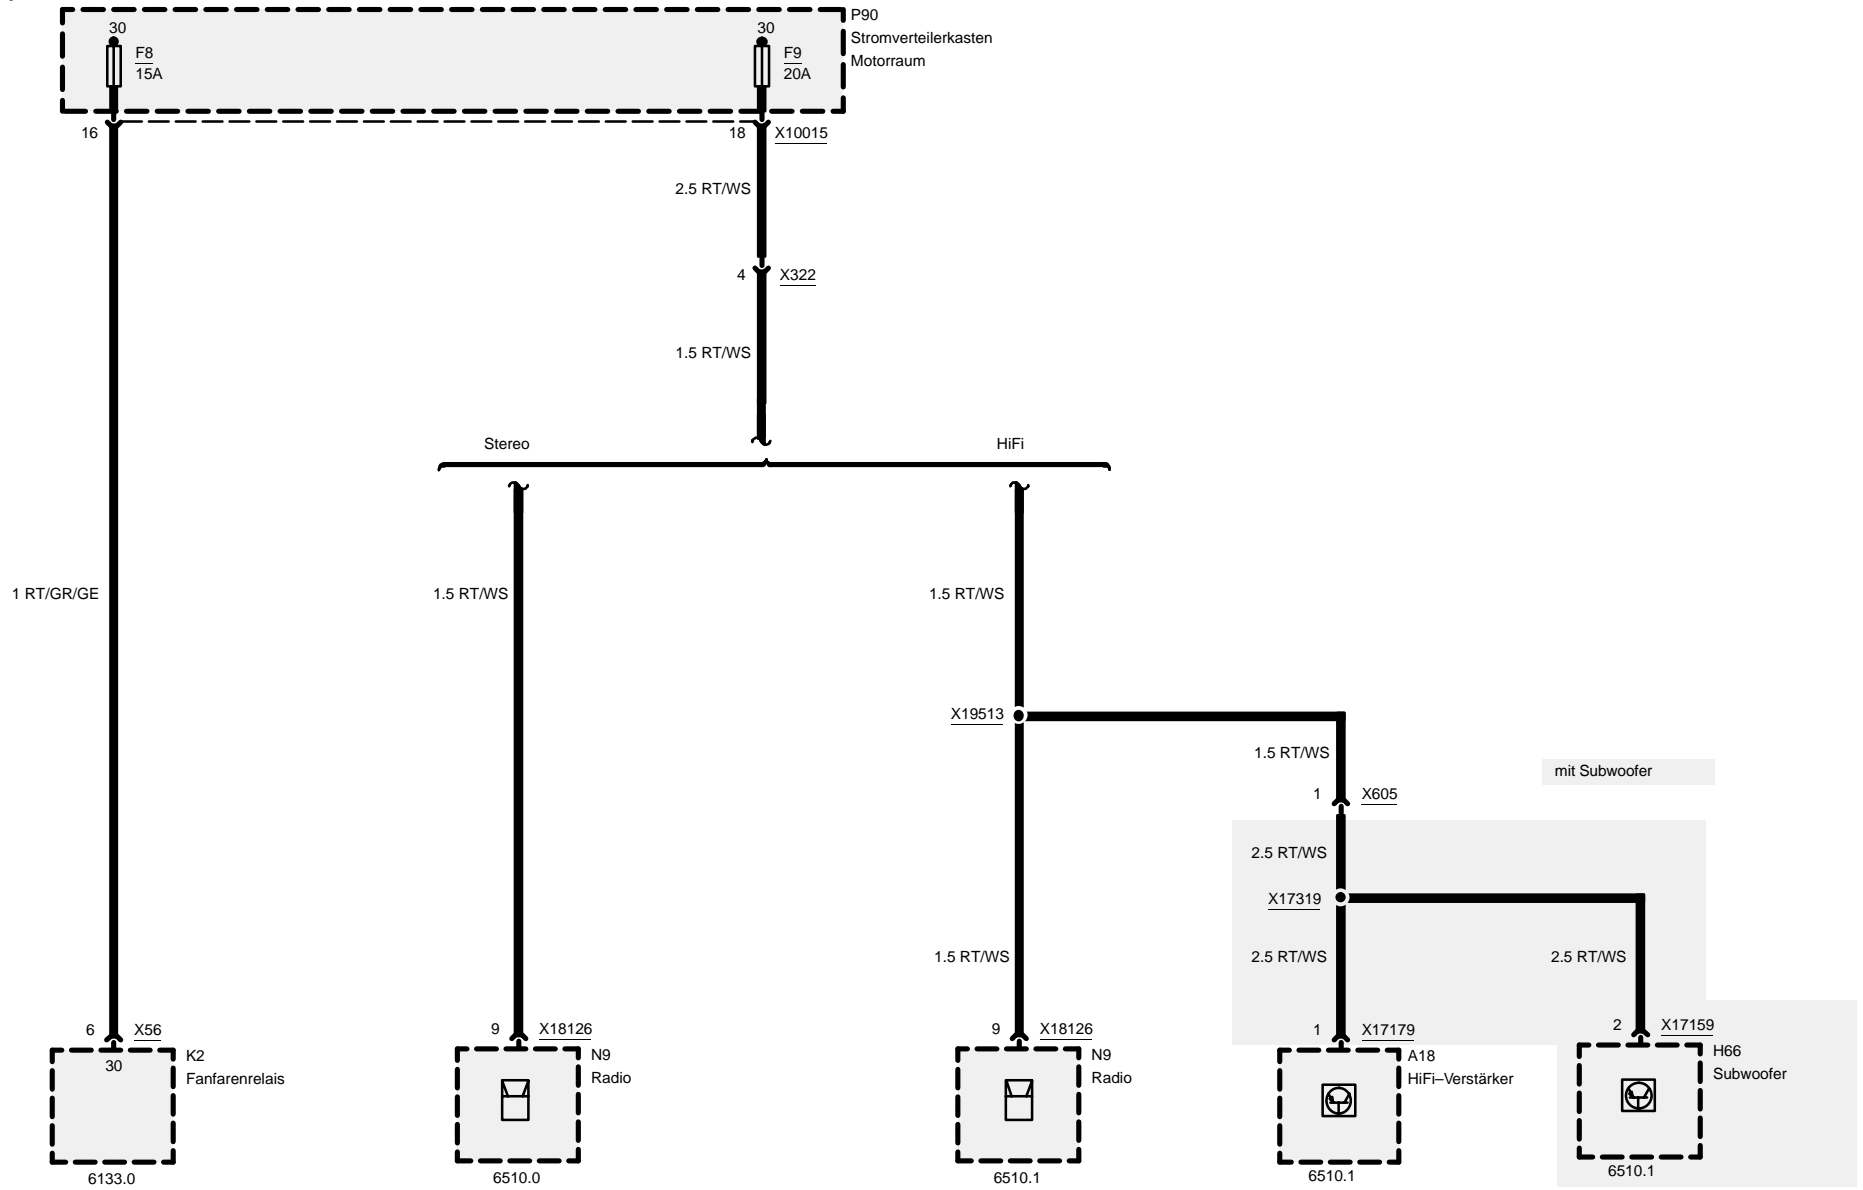 P90
30
30
Stromverteilerkasten
F8
F9
Motorraum
15A
20A
16
18
X10015
2.5 RT/WS
4
X322
1.5 RT/WS
Stereo
HiFi
1 RT/GR/GE
1.5 RT/WS
1.5 RT/WS
X19513
1.5 RT/WS
mit Subwoofer
1
X605
2.5 RT/WS
X17319
1.5 RT/WS
2.5 RT/WS
2.5 RT/WS
6
X56
9
X18126
9
X18126
1
X17179
2
X17159
K2
30
Fanfarenrelais
N9
Radio
N9
Radio
A18
HiFi–Verstärker
H66
Subwoofer
6133.0
6510.0
6510.1
6510.1
6510.1